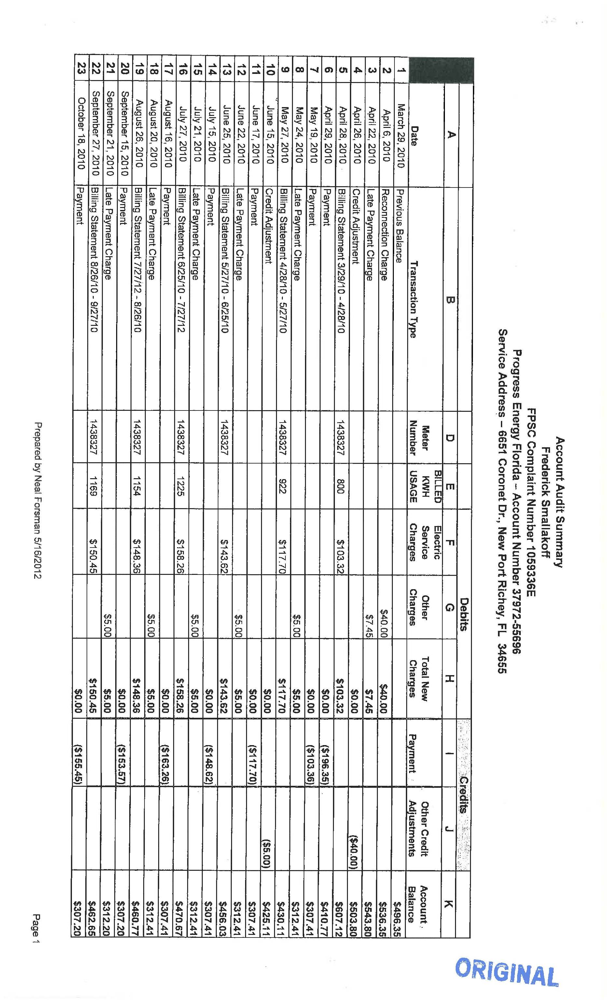 ORIGINAL
Account Audit Summary
Frederick Smallakoff
FPSC Complaint Number 1059336E
Progress Energy Florida – Account Number 37972-55696
Service Address – 6651 Coronet Dr., New Port Richey, FL 34655
Debits Credits
A B D E F G H I J K
Date Transaction Type Meter Number BILLED KWH USAGE Electric Service Charges Other Charges Total New Charges Payment Other Credit Adjustments Account Balance
1 March 29, 2010 Previous Balance $496.35
2 April 6, 2010 Reconnection Charge $40.00 $40.00 $536.35
3 April 22, 2010 Late Payment Charge $7.45 $7.45 $543.80
4 April 26, 2010 Credit Adjustment $0.00 ($40.00) $503.80
5 April 28, 2010 Billing Statement 3/29/10 - 4/28/10 1438327 800 $103.32 $103.32 $607.12
6 April 29, 2010 Payment $0.00 ($196.35) $410.77
7 May 19, 2010 Payment $0.00 ($103.36) $307.41
8 May 24, 2010 Late Payment Charge $5.00 $5.00 $312.41
9 May 27, 2010 Billing Statement 4/28/10 - 5/27/10 1438327 922 $117.70 $117.70 $430.11
10 June 15, 2010 Credit Adjustment $0.00 ($5.00) $425.11
11 June 17, 2010 Payment $0.00 ($117.70) $307.41
12 June 22, 2010 Late Payment Charge $5.00 $5.00 $312.41
13 June 25, 2010 Billing Statement 5/27/10 - 6/25/10 1438327 $143.62 $143.62 $456.03
14 July 15, 2010 Payment $0.00 ($148.62) $307.41
15 July 21, 2010 Late Payment Charge $5.00 $5.00 $312.41
16 July 27, 2010 Billing Statement 6/25/10 - 7/27/12 1438327 1225 $158.26 $158.26 $470.67
17 August 16, 2010 Payment $0.00 ($163.26) $307.41
18 August 20, 2010 Late Payment Charge $5.00 $5.00 $312.41
19 August 26, 2010 Billing Statement 7/27/12 - 8/26/10 1438327 1154 $148.36 $148.36 $460.77
20 September 15, 2010 Payment $0.00 ($153.57) $307.20
21 September 21, 2010 Late Payment Charge $5.00 $5.00 $312.20
22 September 27, 2010 Billing Statement 8/26/10 - 9/27/10 1438327 1169 $150.45 $150.45 $462.65
23 October 18, 2010 Payment $0.00 ($155.45) $307.20
Prepared by Neal Forsman 5/16/2012 Page 1